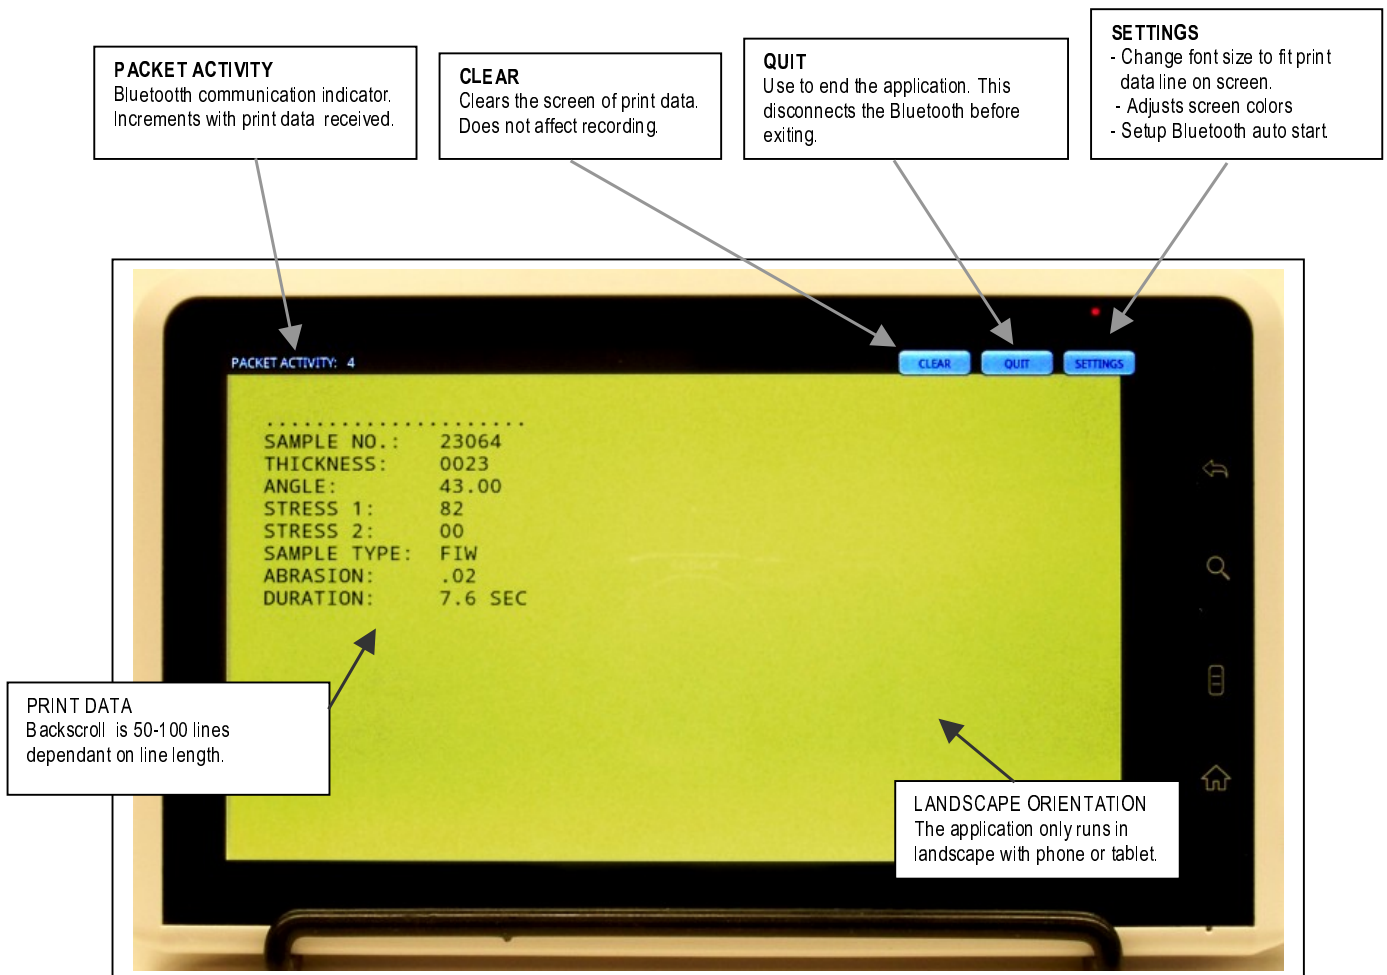 PACKET ACTIVITY
Bluetootth communication indicator.
Increments with print data received.
CLEAR
Clears the screen of print data.
Does not affect recording.
QUIT
Use to end the application. This
disconnects the Bluetooth before
exiting.
SETTINGS
- Change font size to fit print
data line on screen.
- Adjusts screen colors
- Setup Bluetooth auto start.
PACKET ACTIVITY: 4
CLEAR
QUIT
SETTINGS
.....................
SAMPLE NO.: 23064
THICKNESS: 0023
ANGLE: 43.00
STRESS 1: 82
STRESS 2: 00
SAMPLE TYPE: FIW
ABRASION: .02
DURATION: 7.6 SEC
PRINT DATA
Backscroll is 50-100 lines
dependant on line length.
LANDSCAPE ORIENTATION
The application only runs in
landscape with phone or tablet.